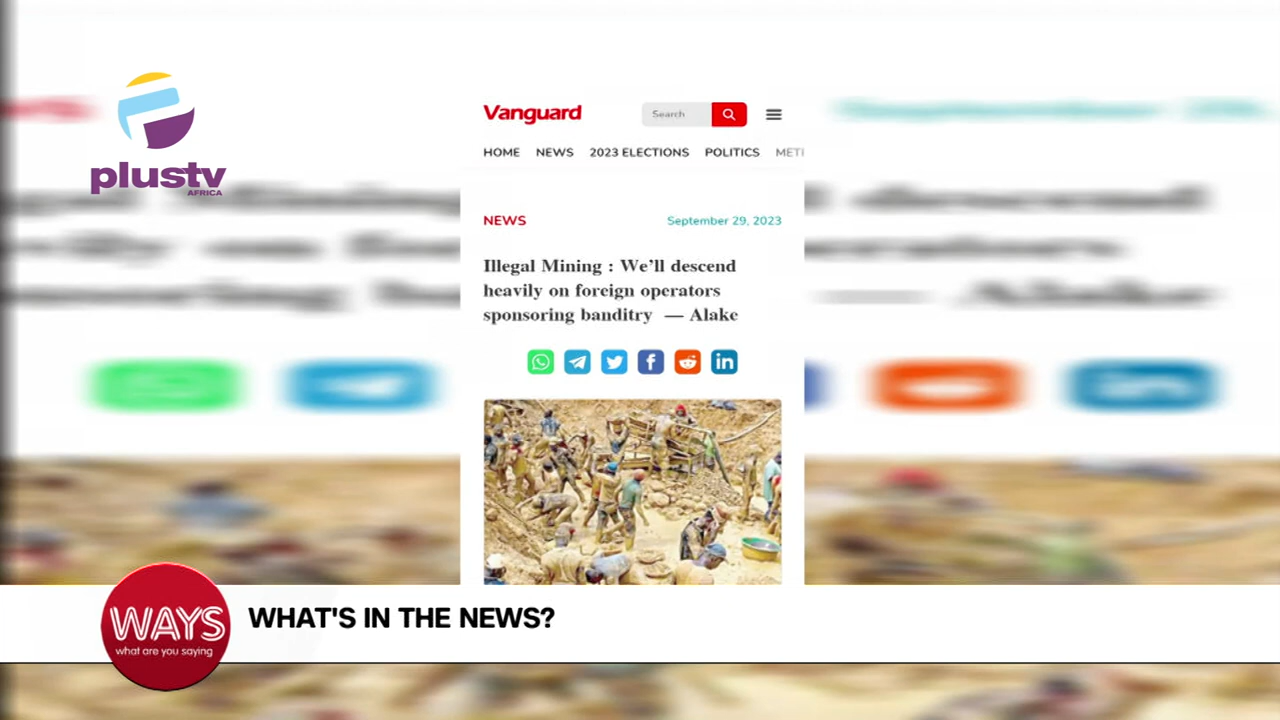 plustv
AFRICA
Vanguard
Search
HOME NEWS 2023 ELECTIONS POLITICS
NEWS
September 29, 2023
Illegal Mining : We'll descend
heavily on foreign operators
sponsoring banditry — Alake
WAYS
what are you saying
WHAT'S IN THE NEWS?